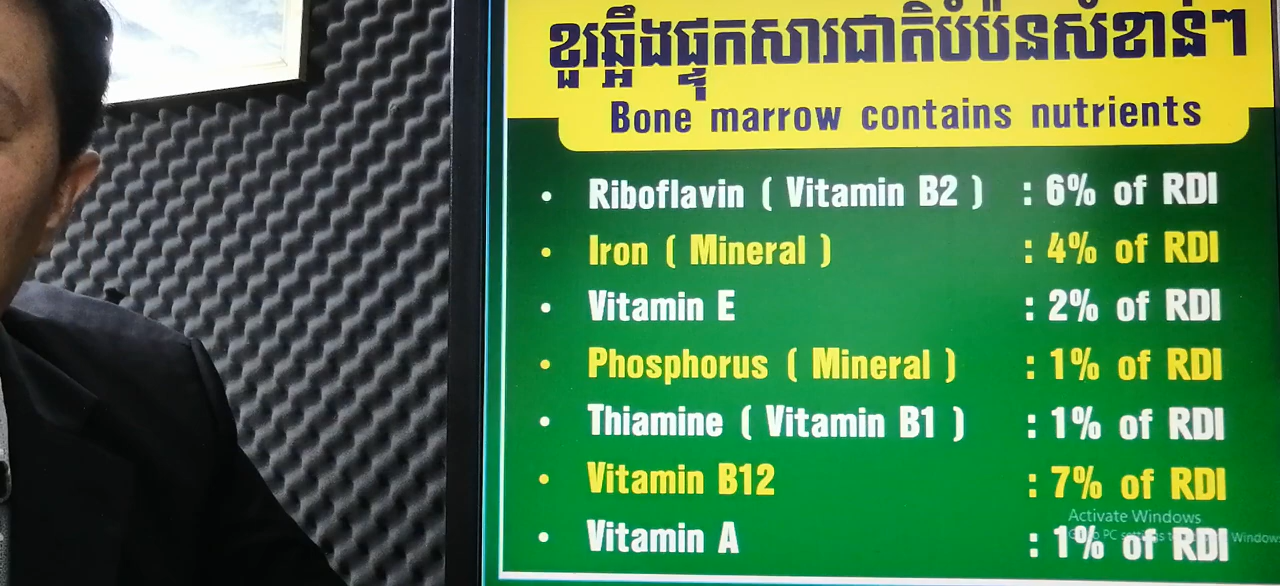 ខួរឆ្អឹងផ្ទុកសារជាតិបំប៉នសំខាន់ៗ
Bone marrow contains nutrients
• Riboflavin ( Vitamin B2 ) : 6% of RDI
• Iron ( Mineral ) : 4% of RDI
• Vitamin E : 2% of RDI
• Phosphorus ( Mineral ) : 1% of RDI
• Thiamine ( Vitamin B1 ) : 1% of RDI
• Vitamin B12 : 7% of RDI
Activate Windows
• Vitamin A : 1% of RDI
PC settings Windows